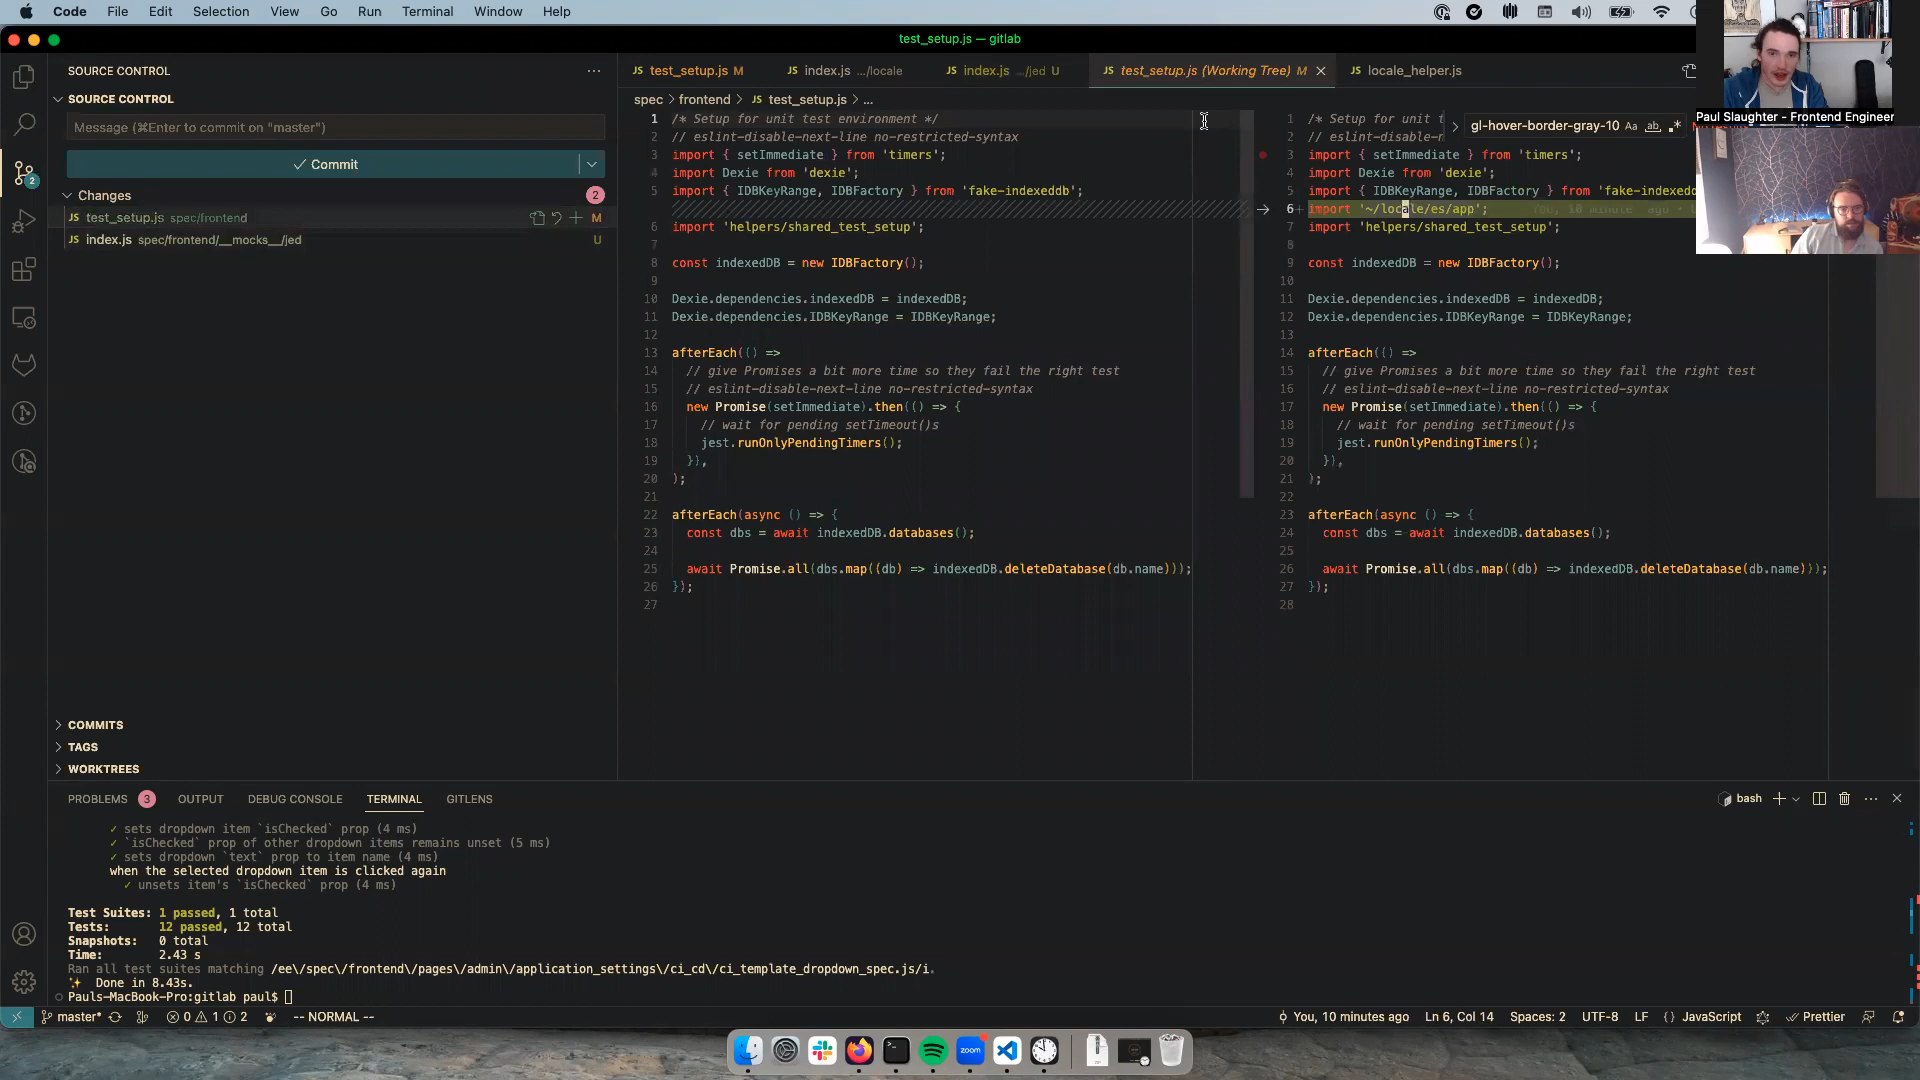 Code File Edit Selection View Go Run Terminal Window Help
test_setup.js — gitlab
SOURCE CONTROL
test_setup.js M
index.js .../locale
index.js .../jed U
test_setup.js (Working Tree) M
locale_helper.js
SOURCE CONTROL
Message (⌘Enter to commit on "master")
Commit
Changes 2
test_setup.js spec/frontend M
index.js spec/frontend/__mocks__/jed U
2
COMMITS
TAGS
WORKTREES
spec > frontend > test_setup.js > ...
1 /* Setup for unit test environment */
2 // eslint-disable-next-line no-restricted-syntax
3 import { setImmediate } from 'timers';
4 import Dexie from 'dexie';
5 import { IDBKeyRange, IDBFactory } from 'fake-indexeddb';
6 import 'helpers/shared_test_setup';
7
8 const indexedDB = new IDBFactory();
9
10 Dexie.dependencies.indexedDB = indexedDB;
11 Dexie.dependencies.IDBKeyRange = IDBKeyRange;
12
13 afterEach(() =>
14 // give Promises a bit more time so they fail the right test
15 // eslint-disable-next-line no-restricted-syntax
16 new Promise(setImmediate).then(() => {
17 // wait for pending setTimeout()s
18 jest.runOnlyPendingTimers();
19 }),
20 );
21
22 afterEach(async () => {
23 const dbs = await indexedDB.databases();
24
25 await Promise.all(dbs.map((db) => indexedDB.deleteDatabase(db.name)));
26 });
27
gl-hover-border-gray-10 Aa ab
1 /* Setup for unit t
2 // eslint-disable-n
3 import { setImmediate } from 'timers';
4 import Dexie from 'dexie';
5 import { IDBKeyRange, IDBFactory } from 'fake-indexedd
6 import '~/locale/es/app';
7 import 'helpers/shared_test_setup';
8
9 const indexedDB = new IDBFactory();
10
11 Dexie.dependencies.indexedDB = indexedDB;
12 Dexie.dependencies.IDBKeyRange = IDBKeyRange;
13
14 afterEach(() =>
15 // give Promises a bit more time so they fail the right test
16 // eslint-disable-next-line no-restricted-syntax
17 new Promise(setImmediate).then(() => {
18 // wait for pending setTimeout()s
19 jest.runOnlyPendingTimers();
20 }),
21 );
22
23 afterEach(async () => {
24 const dbs = await indexedDB.databases();
25
26 await Promise.all(dbs.map((db) => indexedDB.deleteDatabase(db.name)));
27 });
28
Paul Slaughter - Frontend Engineer
PROBLEMS 3 OUTPUT DEBUG CONSOLE TERMINAL GITLENS
bash
✓ sets dropdown item `isChecked` prop (4 ms)
✓ `isChecked` prop of other dropdown items remains unset (5 ms)
✓ sets dropdown `text` prop to item name (4 ms)
when the selected dropdown item is clicked again
✓ unsets item's `isChecked` prop (4 ms)
Test Suites: 1 passed, 1 total
Tests: 12 passed, 12 total
Snapshots: 0 total
Time: 2.43 s
Ran all test suites matching /ee\/spec\/frontend\/pages\/admin\/application_settings\/ci_cd\/ci_template_dropdown_spec.js/i.
✨ Done in 8.43s.
Pauls-MacBook-Pro:gitlab paul$
master* 0 1 2 -- NORMAL --
You, 10 minutes ago Ln 6, Col 14 Spaces: 2 UTF-8 LF {} JavaScript Prettier
zoom